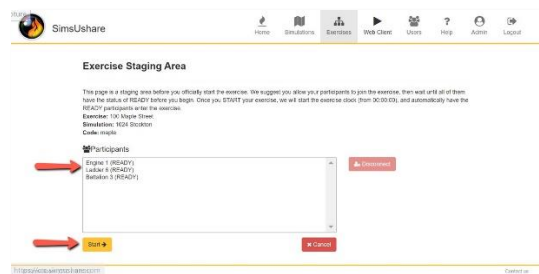 SimsUshare
Home Simulations Exercises Web Client Users Help Admin Logout
Exercise Staging Area
This page is a staging area before you officially start the exercise. We suggest you allow your participants to join the exercise, then wait until all of them
have the status of READY before you begin. Once you START your exercise, we will start the exercise clock (from 00:00:00), and automatically have the
READY participants enter the exercise.
Exercise: 100 Maple Street
Simulation: 1024 Stockton
Code: maple
Participants
Engine 1 (READY)
Ladder 5 (READY)
Battalion 3 (READY)
Disconnect
Start
Cancel
Contact us